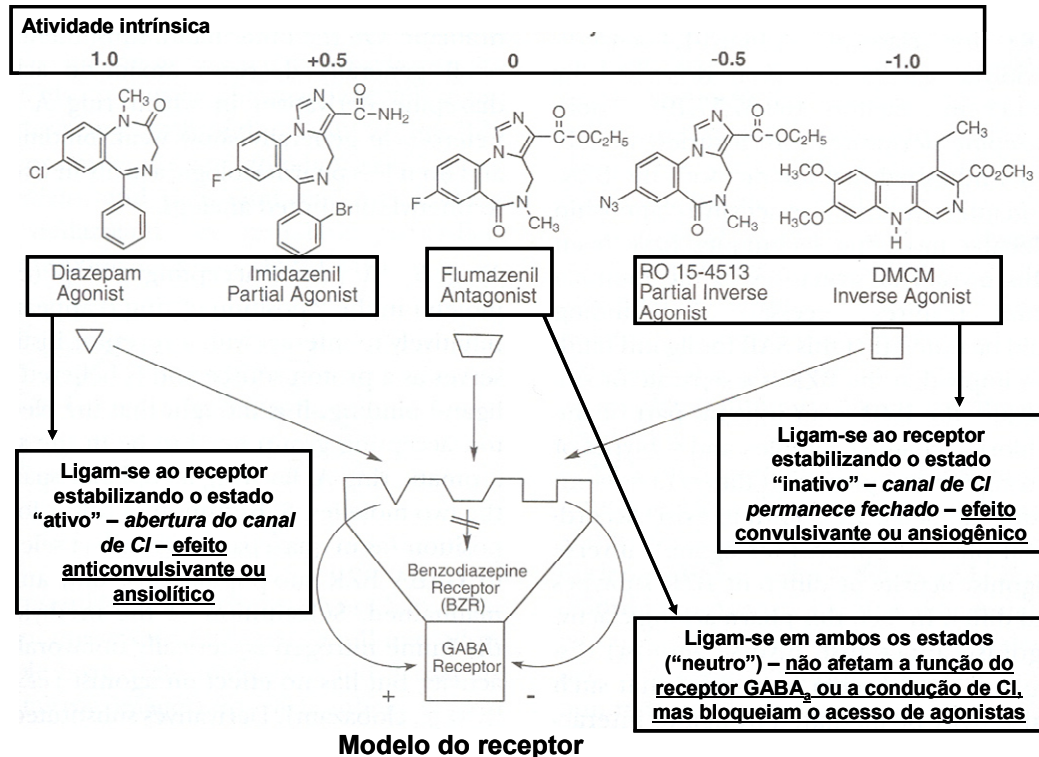 Atividade intrínsica
1.0 +0.5 0 -0.5 -1.0
CH3
O
N
N
Cl
N
N
O
C-NH2
F
N
Br
N
N
O
C-OC2H5
F
N
O
CH3
N
N
O
C-OC2H5
N3
N
O
CH3
CH3
H3CO
H3CO
CO2CH3
N
N
H
Diazepam
Agonist
Imidazenil
Partial Agonist
Flumazenil
Antagonist
RO 15-4513
Partial Inverse
Agonist
DMCM
Inverse Agonist
Ligam-se ao receptor
estabilizando o estado
“ativo” – abertura do canal
de Cl – efeito
anticonvulsivante ou
ansiolítico
Ligam-se ao receptor
estabilizando o estado
“inativo” – canal de Cl
permanece fechado – efeito
convulsivante ou ansiogênico
Benzodiazepine
Receptor
(BZR)
GABA
Receptor
+ -
Ligam-se em ambos os estados
(“neutro”) – não afetam a função do
receptor GABAa ou a condução de Cl,
mas bloqueiam o acesso de agonistas
Modelo do receptor